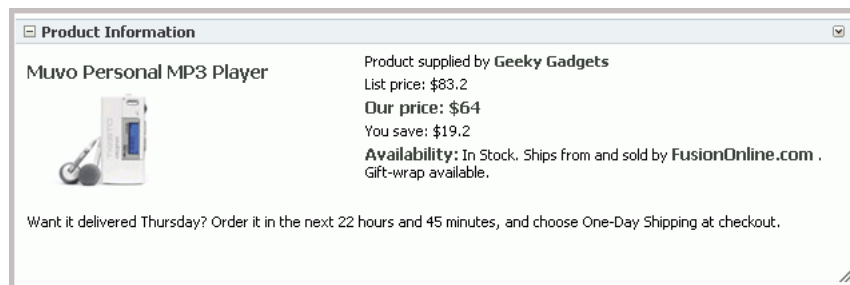 Product Information
Muvo Personal MP3 Player
Product supplied by Geeky Gadgets
List price: $83.2
Our price: $64
You save: $19.2
Availability: In Stock. Ships from and sold by FusionOnline.com .
Gift-wrap available.
Want it delivered Thursday? Order it in the next 22 hours and 45 minutes, and choose One-Day Shipping at checkout.